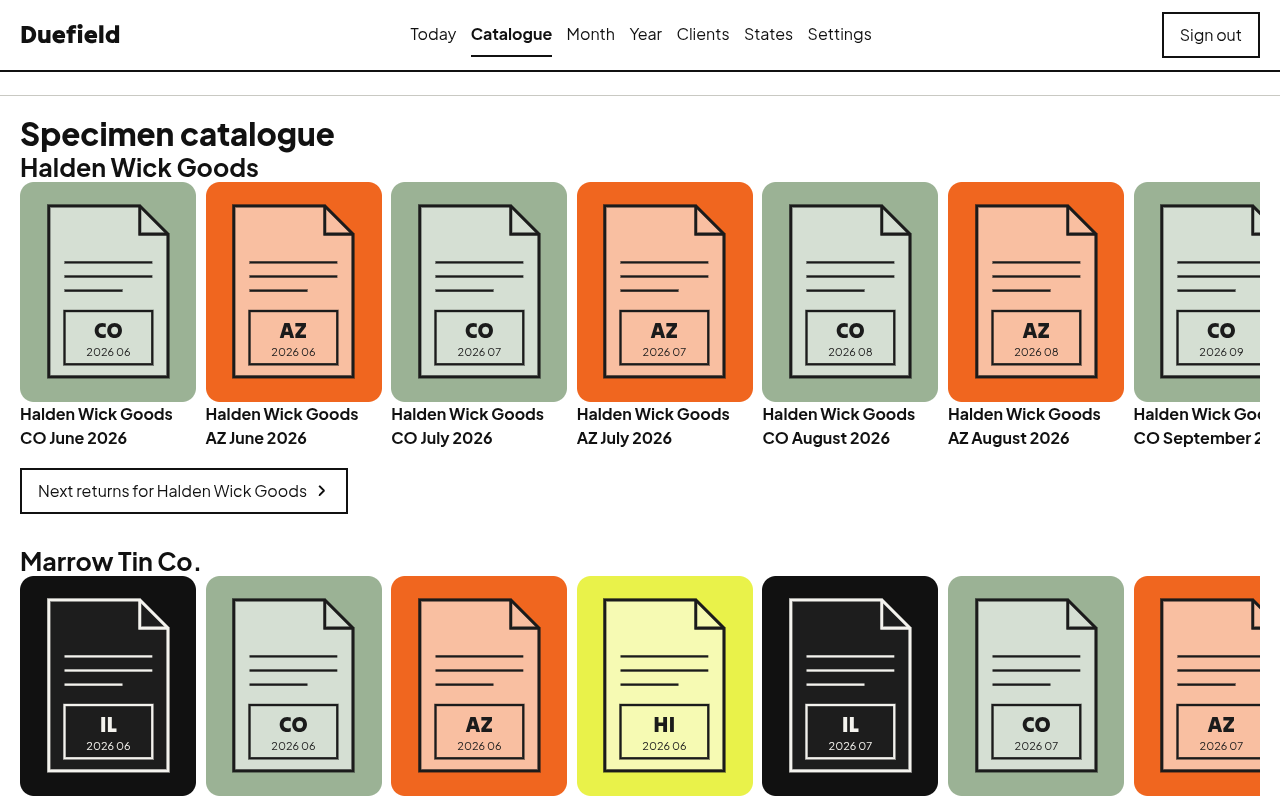 Duefield
Today Catalogue Month Year Clients States Settings
Sign out
Specimen catalogue
Halden Wick Goods
CO
2026 06
AZ
2026 06
CO
2026 07
AZ
2026 07
CO
2026 08
AZ
2026 08
CO
2026 09
Halden Wick Goods
CO June 2026
Halden Wick Goods
AZ June 2026
Halden Wick Goods
CO July 2026
Halden Wick Goods
AZ July 2026
Halden Wick Goods
CO August 2026
Halden Wick Goods
AZ August 2026
Halden Wick
CO September
Next returns for Halden Wick Goods
Marrow Tin Co.
IL
2026 06
CO
2026 06
AZ
2026 06
HI
2026 06
IL
2026 07
CO
2026 07
AZ
2026 07